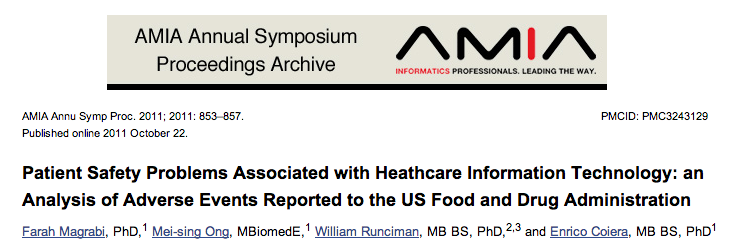 AMIA Annual Symposium
Proceedings Archive
AMIA
INFORMATICS PROFESSIONALS. LEADING THE WAY.
AMIA Annu Symp Proc. 2011; 2011: 853–857.
PMCID: PMC3243129
Published online 2011 October 22.
Patient Safety Problems Associated with Heathcare Information Technology: an
Analysis of Adverse Events Reported to the US Food and Drug Administration
Farah Magrabi, PhD,1 Mei-sing Ong, MBiomedE,1 William Runciman, MB BS, PhD,2,3 and Enrico Coiera, MB BS, PhD1